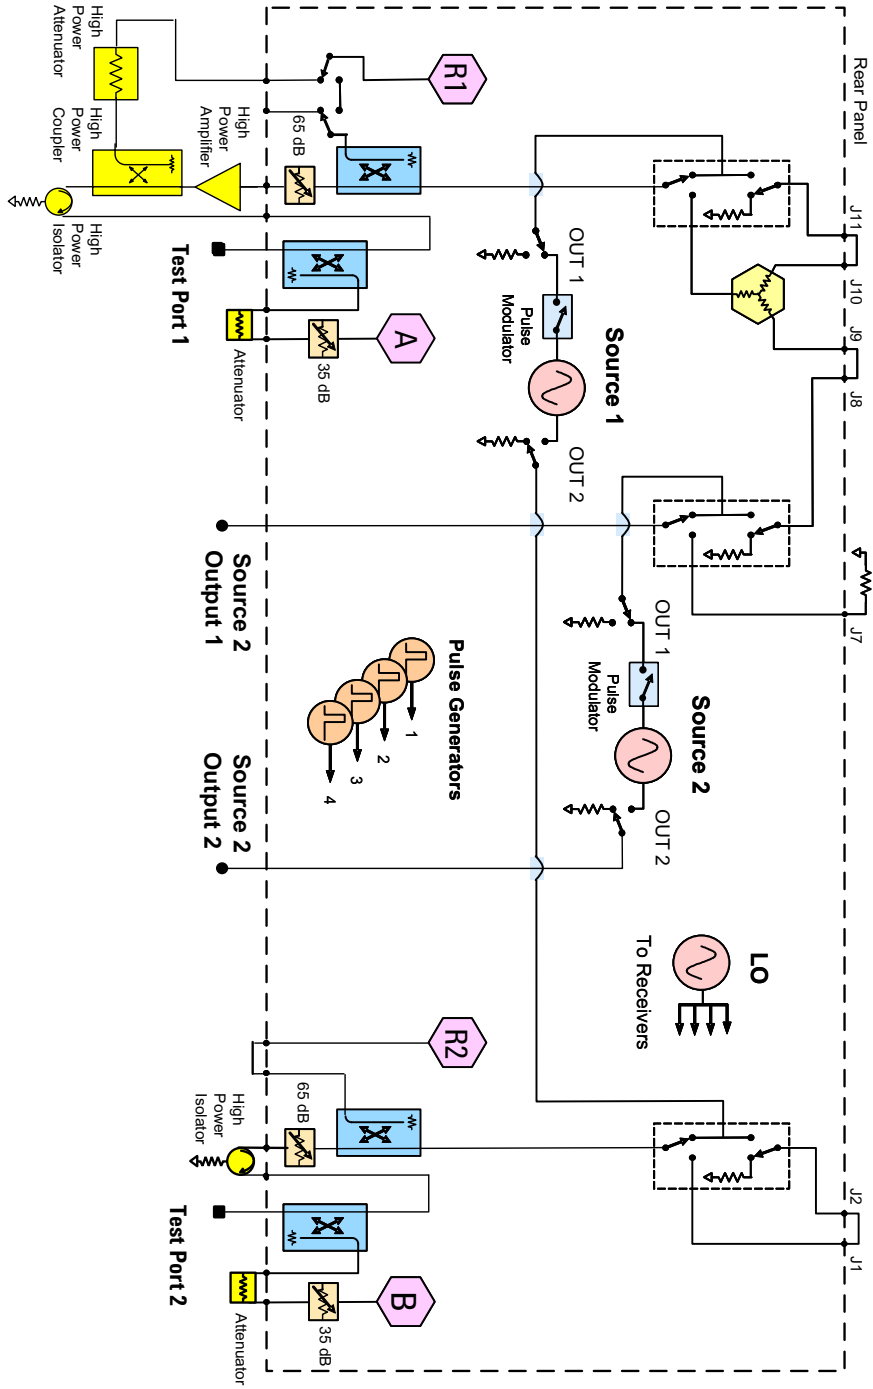 Rear Panel
J11
J10
J9
J8
J7
J2
J1
High
Power
Attenuator
High
Power
Coupler
High
Power
Amplifier
High
Power
Isolator
R1
65 dB
Test Port 1
Attenuator
35 dB
A
OUT 1
Pulse
Modulator
Source 1
OUT 2
Source 2
Output 1
OUT 1
Pulse
Modulator
Source 2
OUT 2
Pulse Generators
1
2
3
4
Source 2
Output 2
LO
To Receivers
R2
65 dB
High
Power
Isolator
Test Port 2
Attenuator
35 dB
B